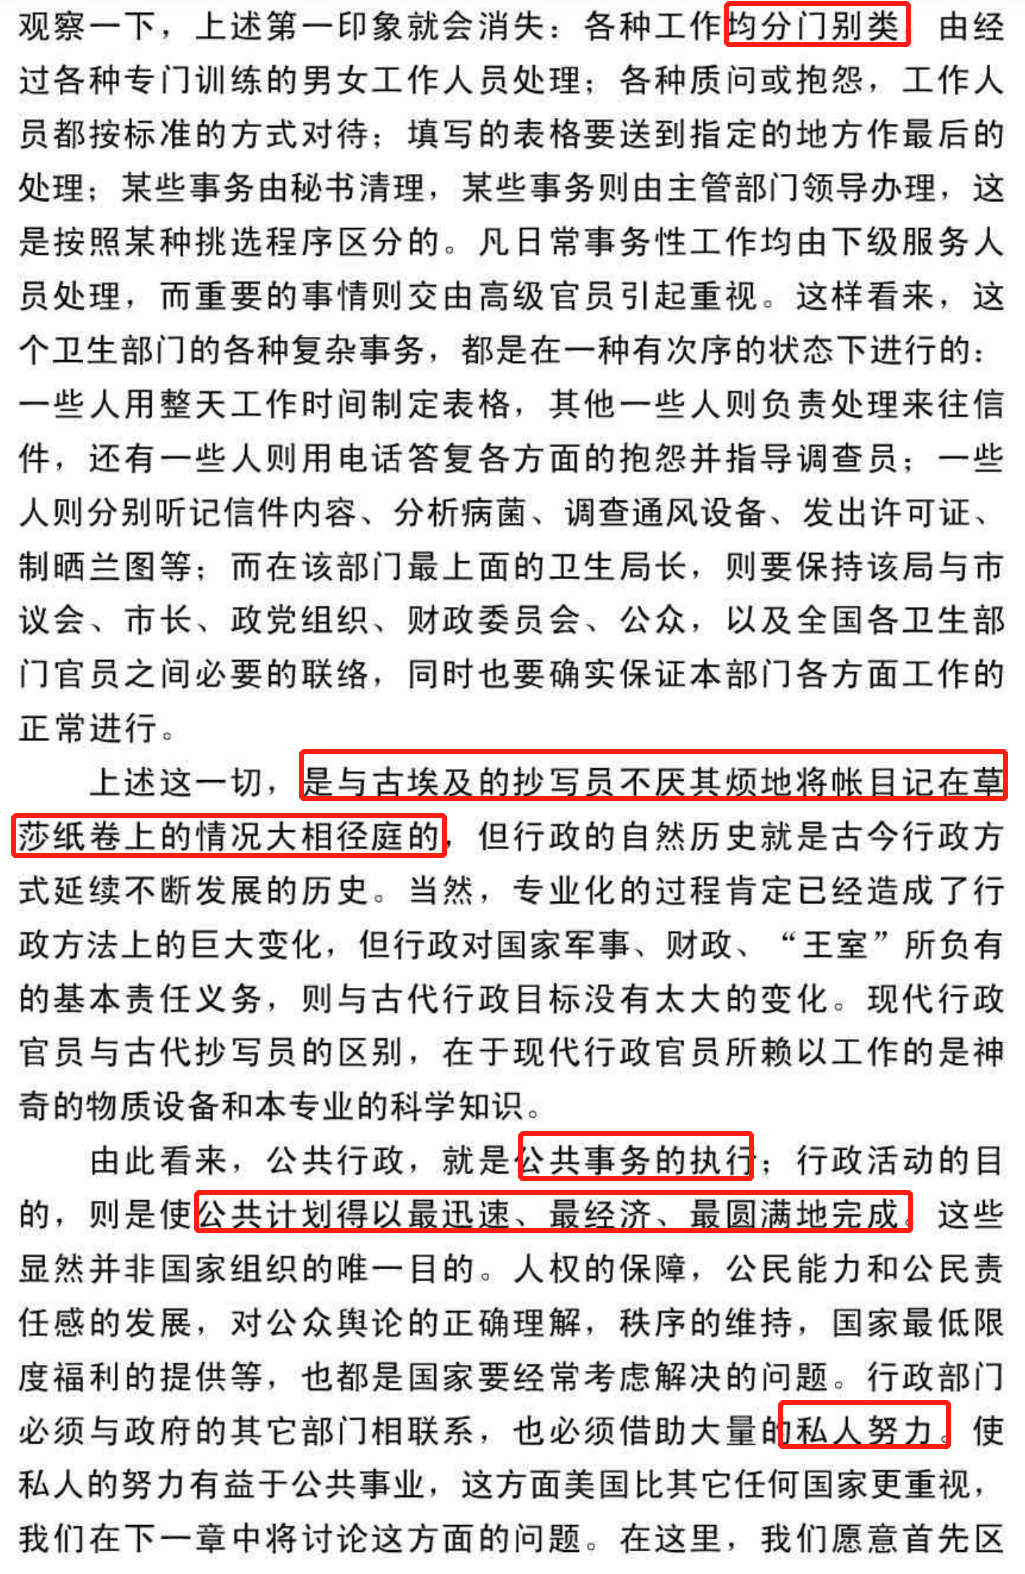 观察一下，上述第一印象就会消失：各种工作均分门别类，由经
过各种专门训练的男女工作人员处理；各种质问或抱怨，工作人
员都按标准的方式对待；填写的表格要送到指定的地方作最后的
处理；某些事务由秘书清理，某些事务则由主管部门领导办理，这
是按照某种挑选程序区分的。凡日常事务性工作均由下级服务人
员处理，而重要的事情则交由高级官员引起重视。这样看来，这
个卫生部门的各种复杂事务，都是在一种有次序的状态下进行的：
一些人用整天工作时间制定表格，其他一些人则负责处理来往信
件，还有一些人则用电话答复各方面的抱怨并指导调查员；一些
人则分别听记信件内容、分析病菌、调查通风设备、发出许可证、
制晒兰图等；而在该部门最上面的卫生局长，则要保持该局与市
议会、市长、政党组织、财政委员会、公众，以及全国各卫生部
门官员之间必要的联络，同时也要确实保证本部门各方面工作的
正常进行。
上述这一切，是与古埃及的抄写员不厌其烦地将帐目记在草
莎纸卷上的情况大相径庭的，但行政的自然历史就是古今行政方
式延续不断发展的历史。当然，专业化的过程肯定已经造成了行
政方法上的巨大变化，但行政对国家军事、财政、“王室”所负有
的基本责任义务，则与古代行政目标没有太大的变化。现代行政
官员与古代抄写员的区别，在于现代行政官员所赖以工作的是神
奇的物质设备和本专业的科学知识。
由此看来，公共行政，就是公共事务的执行；行政活动的目
的，则是使公共计划得以最迅速、最经济、最圆满地完成。这些
显然并非国家组织的唯一目的。人权的保障，公民能力和公民责
任感的发展，对公众舆论的正确理解，秩序的维持，国家最低限
度福利的提供等，也都是国家要经常考虑解决的问题。行政部门
必须与政府的其它部门相联系，也必须借助大量的私人努力。使
私人的努力有益于公共事业，这方面美国比其它任何国家更重视，
我们在下一章中将讨论这方面的问题。在这里，我们愿意首先区